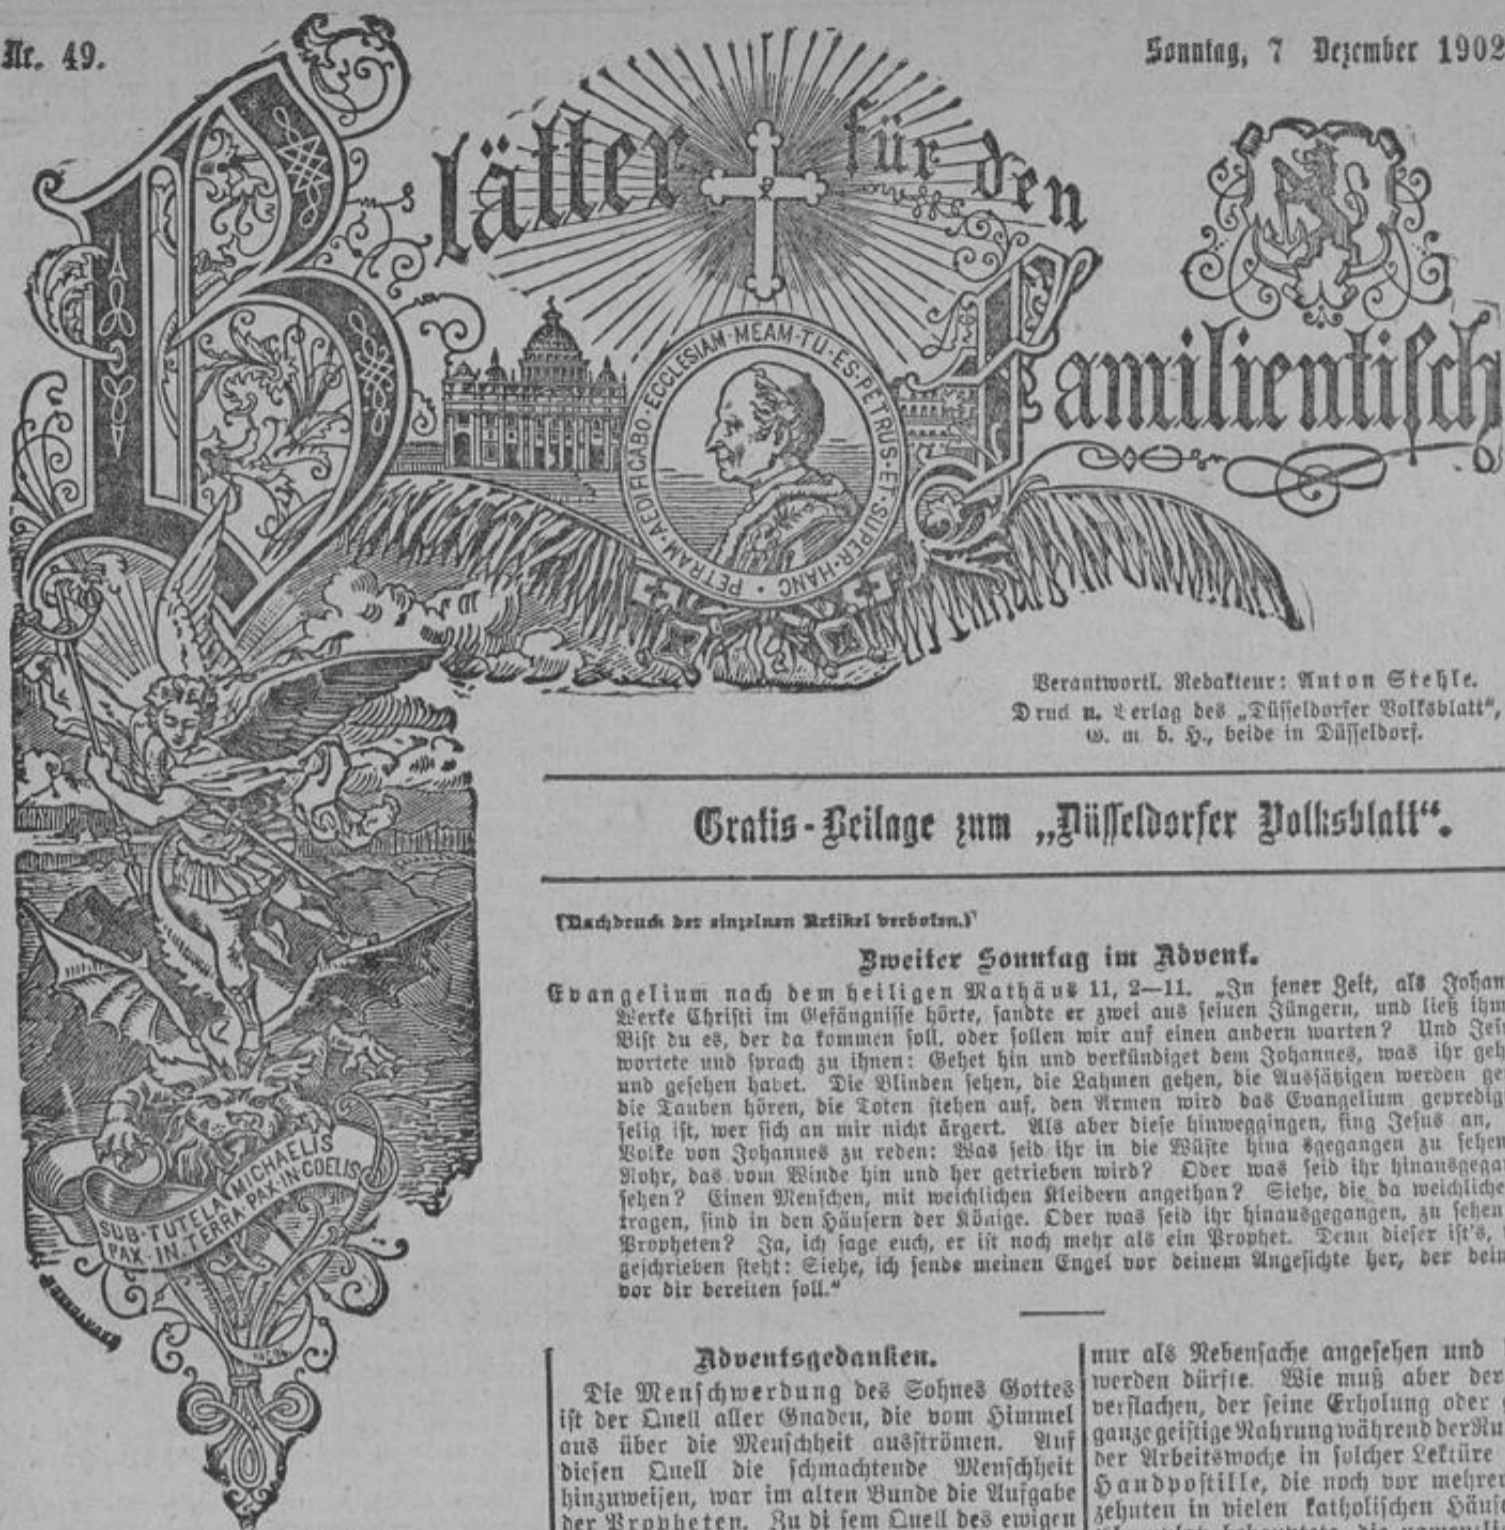 Nr. 49.
Sonntag, 7 Dezember 1902
Blätter für den
Familientisch
PETRAM·AEDIFICABO·ECCLESIAM·MEAM·TU·ES·PETRUS·ET·SUPER·HANC
Verantwortl. Redakteur: Anton Stehle.
Druck u. Verlag des „Düsseldorfer Volksblatt“,
G. m b. H., beide in Düsseldorf.
Gratis-Beilage zum „Düsseldorfer Volksblatt“.
(Nachdruck der einzelnen Artikel verboten.)
Zweiter Sonntag im Advent.
Evangelium nach dem heiligen Mathäus 11, 2—11. „In jener Zeit, als Johan
Werke Christi im Gefängnisse hörte, sandte er zwei aus seinen Jüngern, und ließ ihm
Bist du es, der da kommen soll, oder sollen wir auf einen andern warten? Und Jes
wortete und sprach zu ihnen: Gehet hin und verkündiget dem Johannes, was ihr geh
und gesehen habet. Die Blinden sehen, die Lahmen gehen, die Aussätzigen werden ge
die Tauben hören, die Toten stehen auf, den Armen wird das Evangelium gepredig
selig ist, wer sich an mir nicht ärgert. Als aber diese hinweggingen, fing Jesus an,
Volke von Johannes zu reden: Was seid ihr in die Wüste hina sgegangen zu sehen
Rohr, das vom Winde hin und her getrieben wird? Oder was seid ihr hinausgega
sehen? Einen Menschen, mit weichlichen Kleidern angethan? Siehe, die da weichliche
tragen, sind in den Häusern der Könige. Oder was seid ihr hinausgegangen, zu sehen
Propheten? Ja, ich sage euch, er ist noch mehr als ein Prophet. Denn dieser ist's,
geschrieben steht: Siehe, ich sende meinen Engel vor deinem Angesichte her, der dein
vor dir bereiten soll.“
SUB·TUTELA MICHAELIS
PAX·IN·TERRA·PAX·IN·COELIS
Adventsgedanken.
Die Menschwerdung des Sohnes Gottes
ist der Quell aller Gnaden, die vom Himmel
aus über die Menschheit ausströmen. Auf
diesen Quell die schmachtende Menschheit
hinzuweisen, war im alten Bunde die Aufgabe
der Propheten. Zu di sem Quell des ewigen
nur als Nebensache angesehen und
werden dürfte. Wie muß aber der
verflachen, der seine Erholung oder
ganze geistige Nahrung während der Ru
der Arbeitswoche in solcher Lektüre
Handpostille, die noch vor mehre
zehnten in vielen katholischen Häus